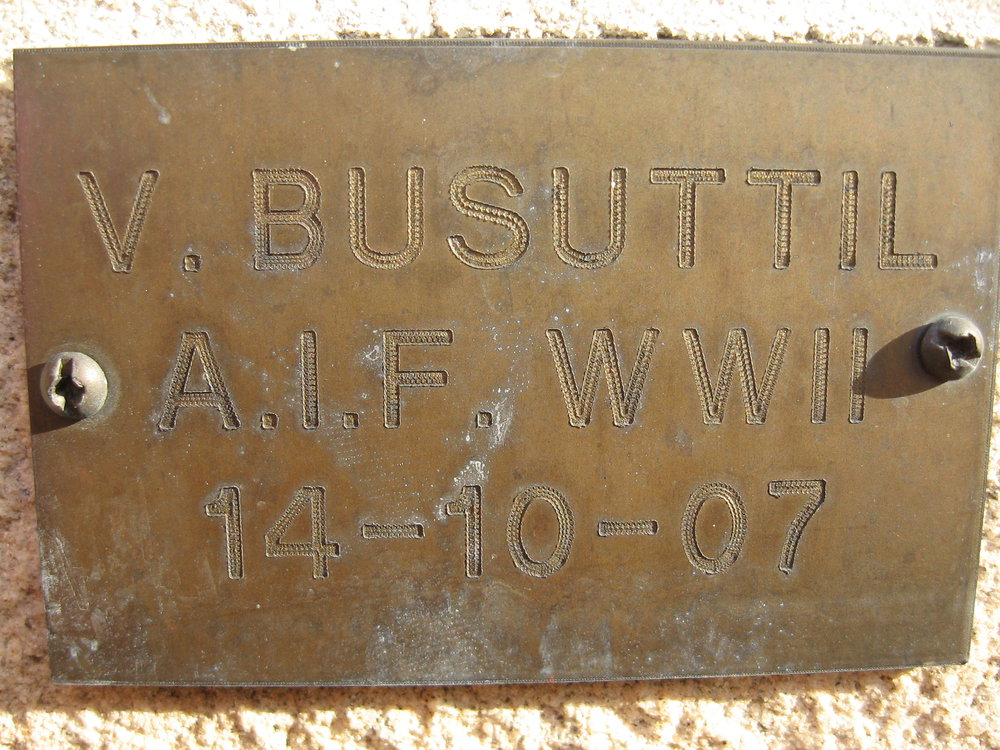 V. BUSUTTIL
A.I.F. WWII
14-10-07